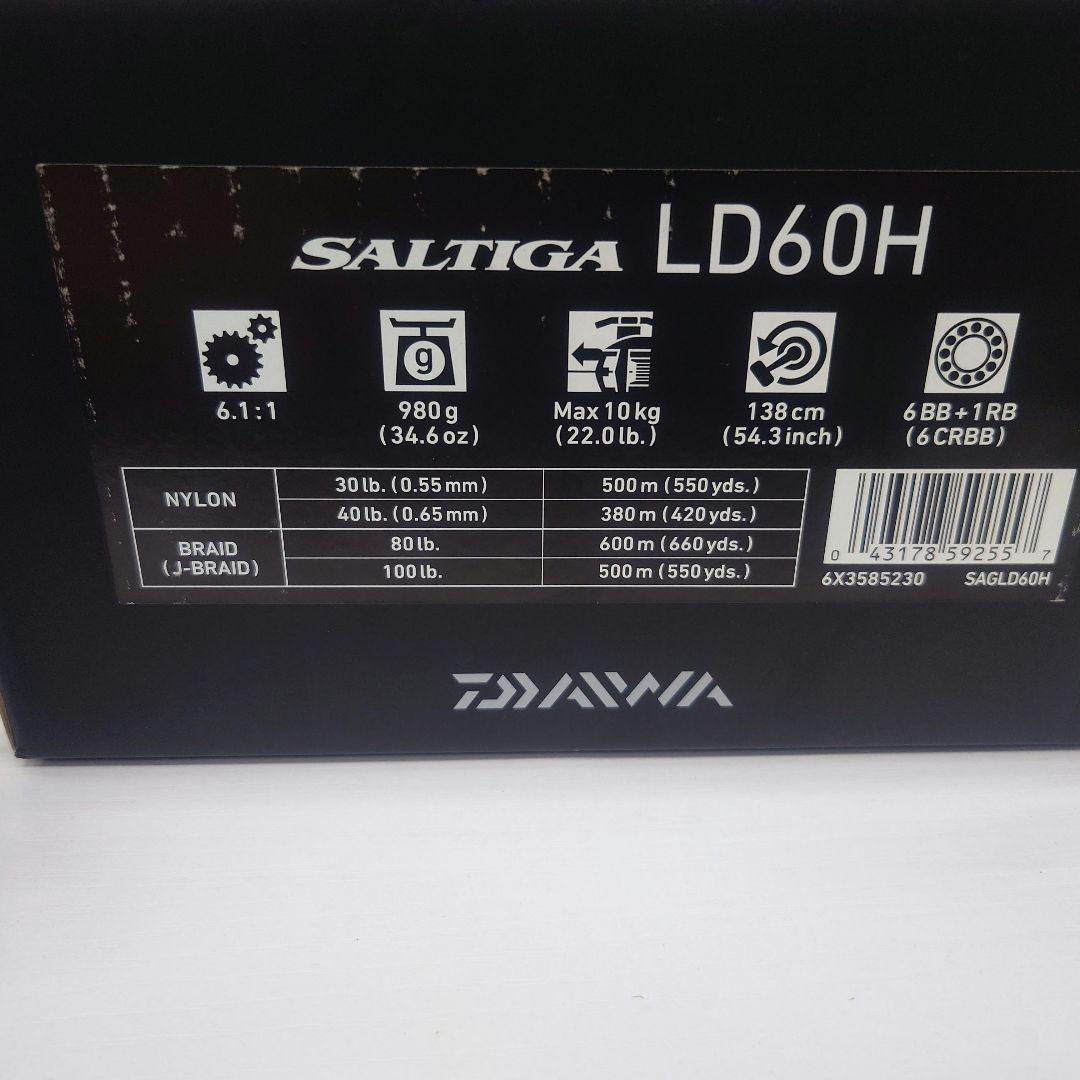 SALTIGA LD60H
g
6.1:1
980g
(34.6oz)
Max 10kg
(22.0lb.)
138cm
(54.3inch)
6BB+1RB
(6CRBB)
NYLON
30lb. (0.55mm) 500m (550yds.)
40lb. (0.65mm) 380m (420yds.)
BRAID
(J-BRAID)
80lb. 600m (660yds.)
100lb. 500m (550yds.)
0 43178 59255 7
6X3585230 SAGLD60H
DAIWA